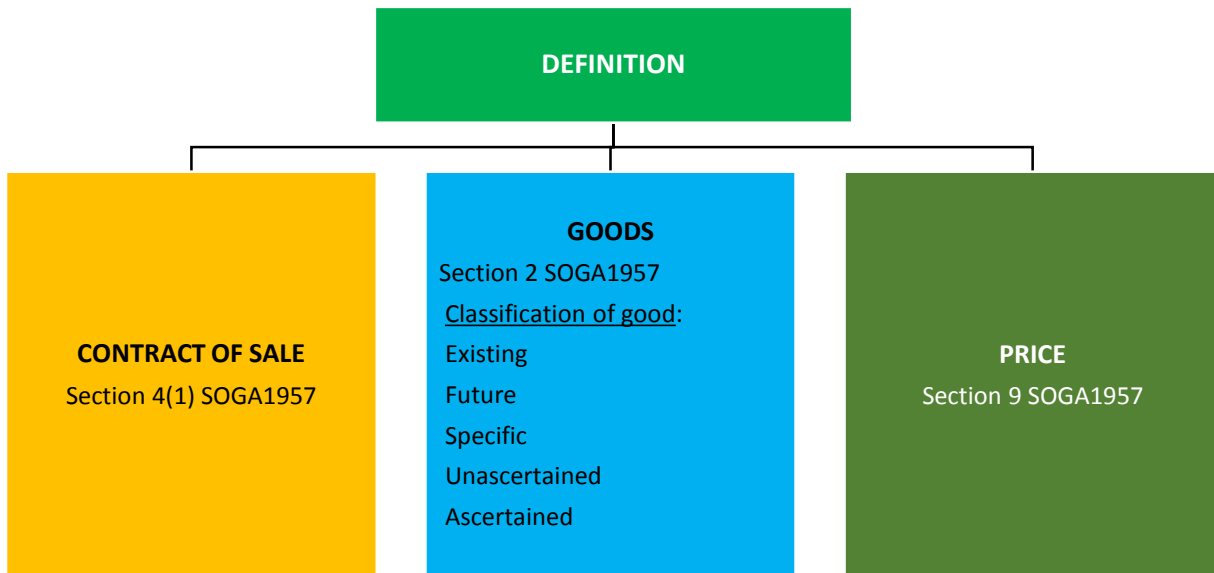 DEFINITION
CONTRACT OF SALE
Section 4(1) SOGA1957
GOODS
Section 2 SOGA1957
Classification of good:
Existing
Future
Specific
Unascertained
Ascertained
PRICE
Section 9 SOGA1957